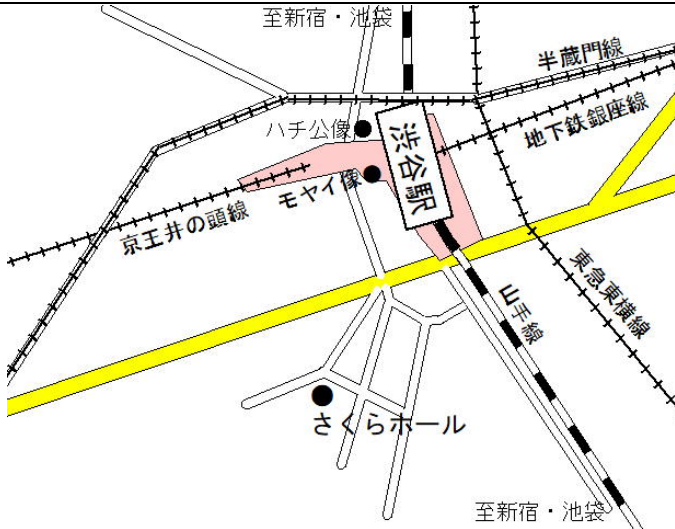 至新宿・池袋
半蔵門線
ハチ公像
渋谷駅
地下鉄銀座線
モヤイ像
京王井の頭線
東急東横線
山手線
さくらホール
至新宿・池袋